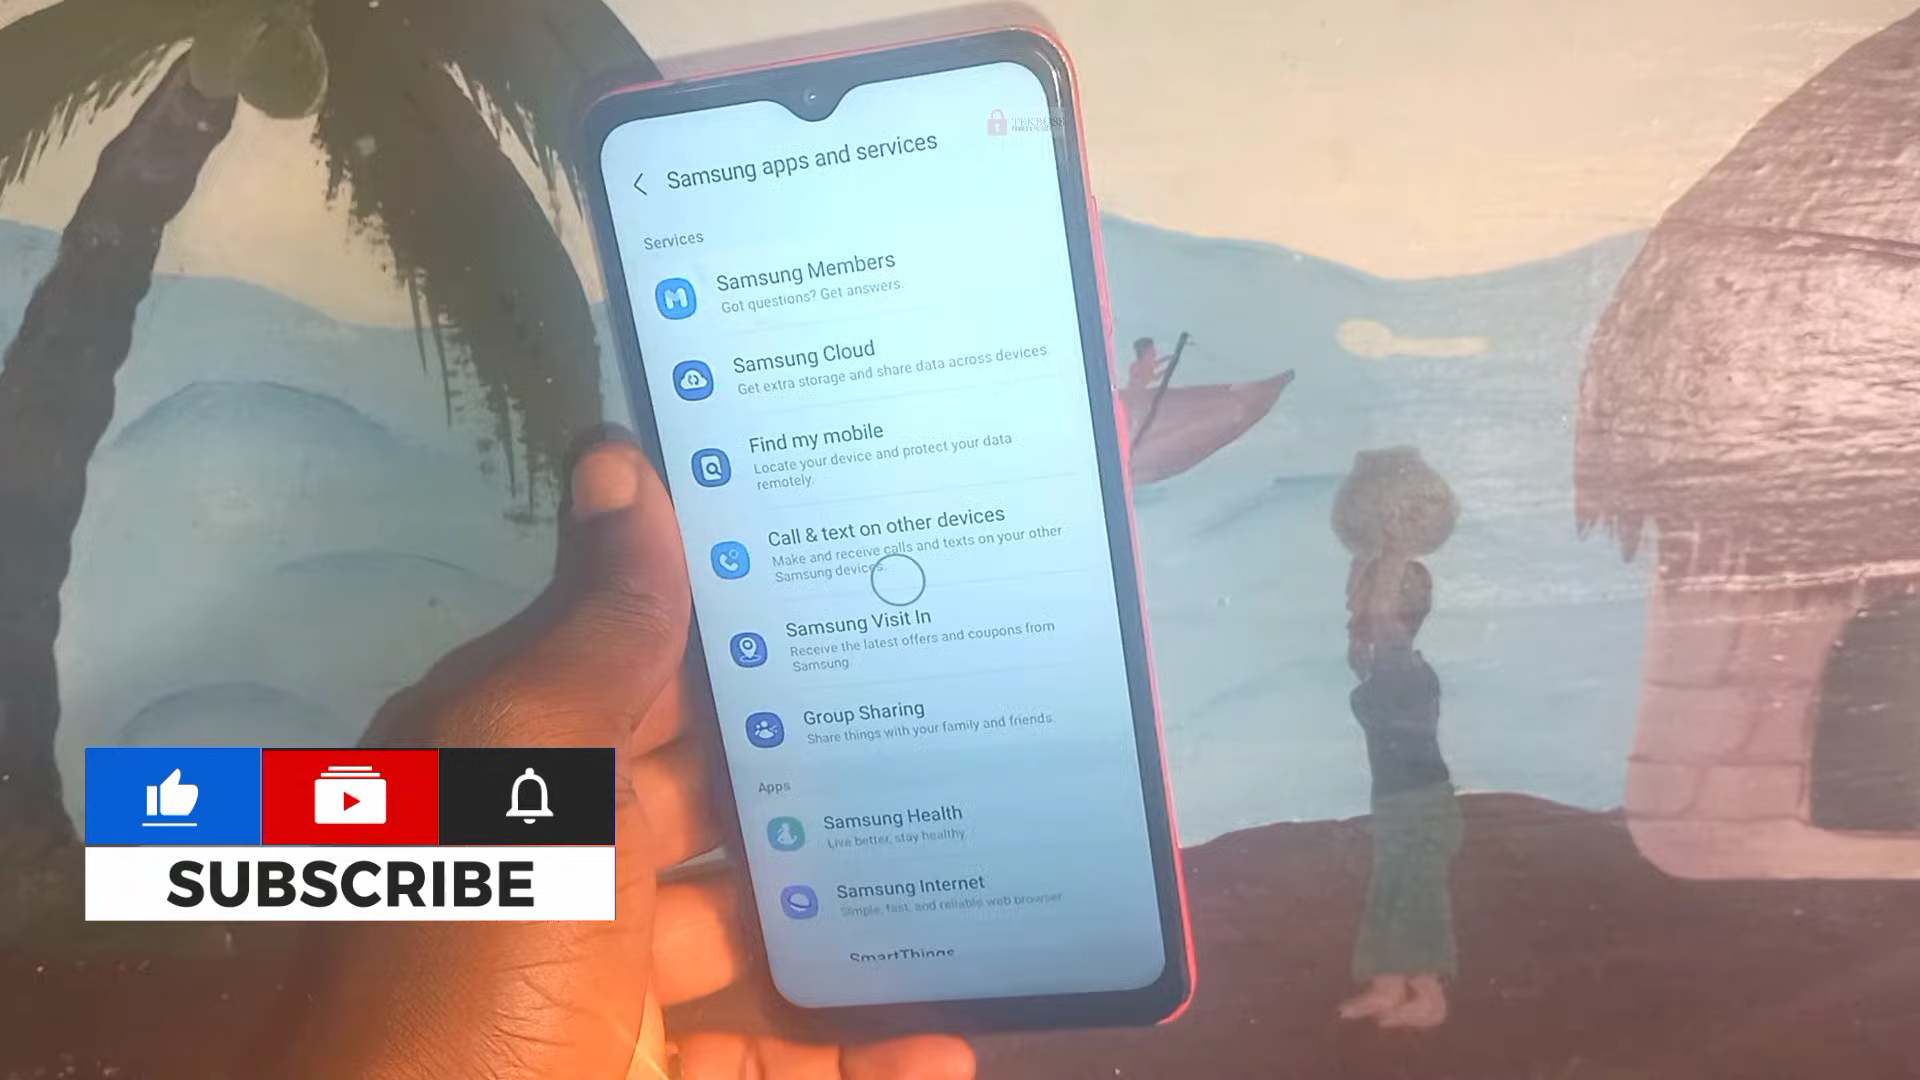 TEKBOSS
Samsung apps and services
Services
Samsung Members
Got questions? Get answers.
Samsung Cloud
Get extra storage and share data across devices.
Find my mobile
Locate your device and protect your data
remotely.
Call & text on other devices
Make and receive calls and texts on your other
Samsung devices.
Samsung Visit In
Receive the latest offers and coupons from
Samsung
Group Sharing
Share things with your family and friends.
Apps
Samsung Health
Live better, stay healthy
Samsung Internet
Simple, fast, and reliable web browser
SmartThings
SUBSCRIBE